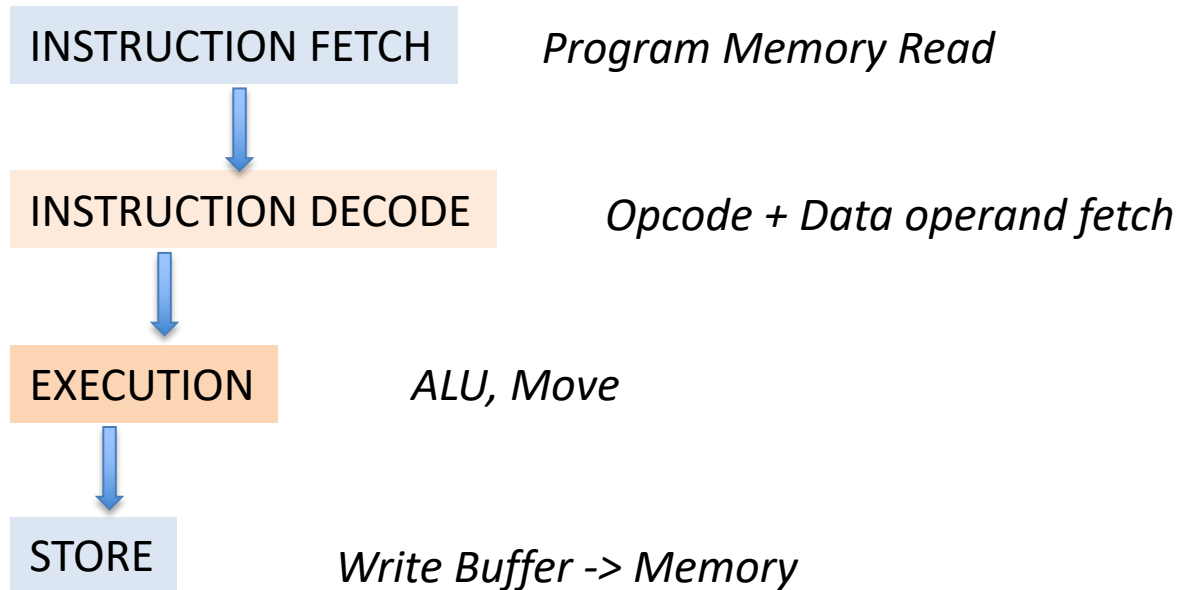 INSTRUCTION FETCH Program Memory Read
INSTRUCTION DECODE Opcode + Data operand fetch
EXECUTION ALU, Move
STORE Write Buffer -> Memory